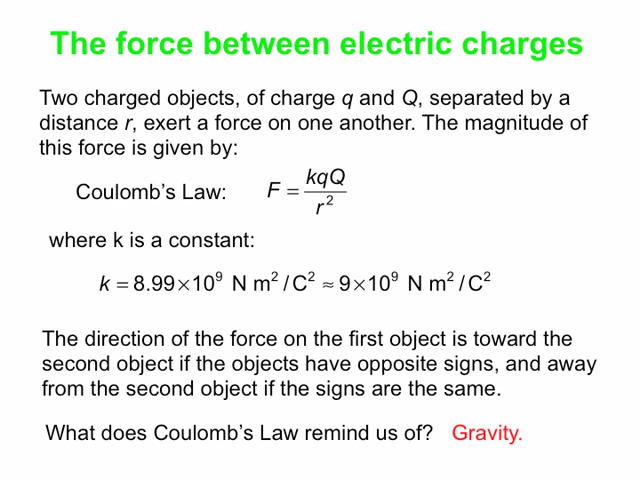 The force between electric charges
Two charged objects, of charge q and Q, separated by a
distance r, exert a force on one another. The magnitude of
this force is given by:
Coulomb's Law: F = kqQ / r²
where k is a constant:
k = 8.99×10⁹ N m² / C² ≈ 9×10⁹ N m² / C²
The direction of the force on the first object is toward the
second object if the objects have opposite signs, and away
from the second object if the signs are the same.
What does Coulomb's Law remind us of? Gravity.